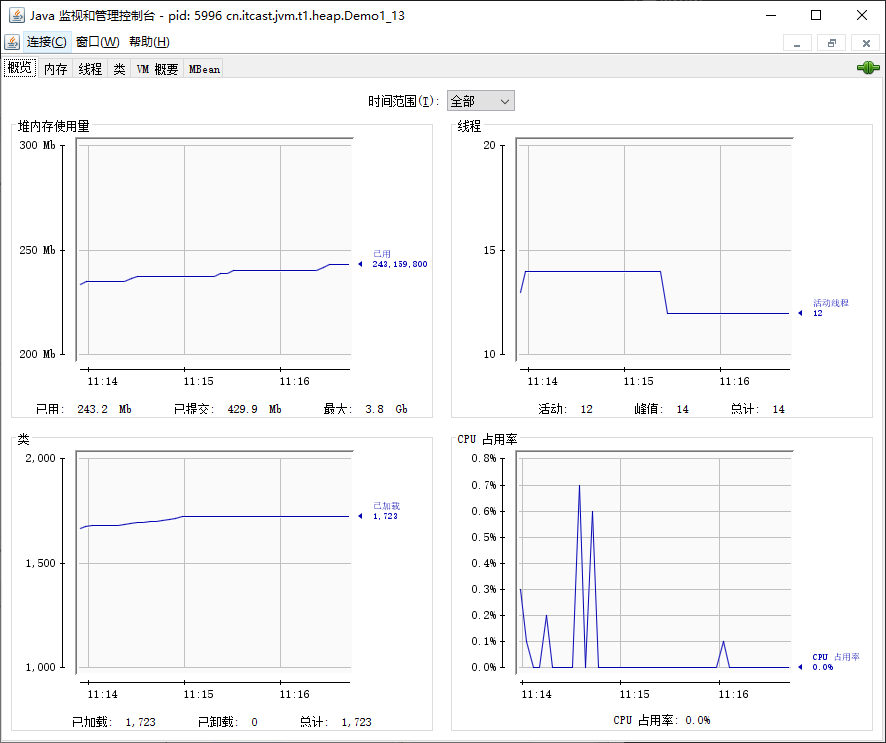 Java 监视和管理控制台 - pid: 5996 cn.itcast.jvm.t1.heap.Demo1_13
连接(C) 窗口(W) 帮助(H)
概览 内存 线程 类 VM 概要 MBean
时间范围(T): 全部
堆内存使用量
300 Mb
250 Mb
200 Mb
已用
243,159,800
11:14 11:15 11:16
已用: 243.2 Mb 已提交: 429.9 Mb 最大: 3.8 Gb
线程
20
15
10
活动线程
12
11:14 11:15 11:16
活动: 12 峰值: 14 总计: 14
类
2,000
1,500
1,000
已加载
1,723
11:14 11:15 11:16
已加载: 1,723 已卸载: 0 总计: 1,723
CPU 占用率
0.8%
0.7%
0.6%
0.5%
0.4%
0.3%
0.2%
0.1%
0.0%
CPU 占用率
0.0%
11:14 11:15 11:16
CPU 占用率: 0.0%